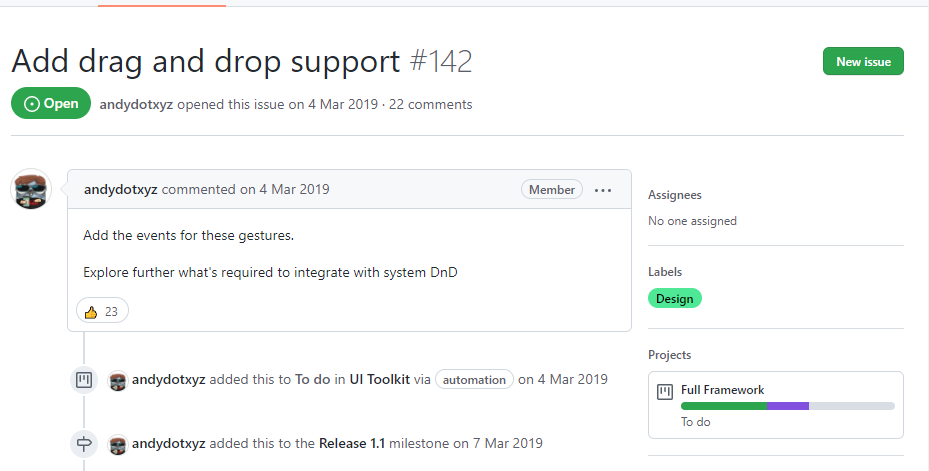 Add drag and drop support #142
New issue
Open
andydotxyz opened this issue on 4 Mar 2019 · 22 comments
andydotxyz commented on 4 Mar 2019
Member
Add the events for these gestures.
Explore further what's required to integrate with system DnD
👍 23
andydotxyz added this to To do in UI Toolkit via automation on 4 Mar 2019
andydotxyz added this to the Release 1.1 milestone on 7 Mar 2019
Assignees
No one assigned
Labels
Design
Projects
Full Framework
To do